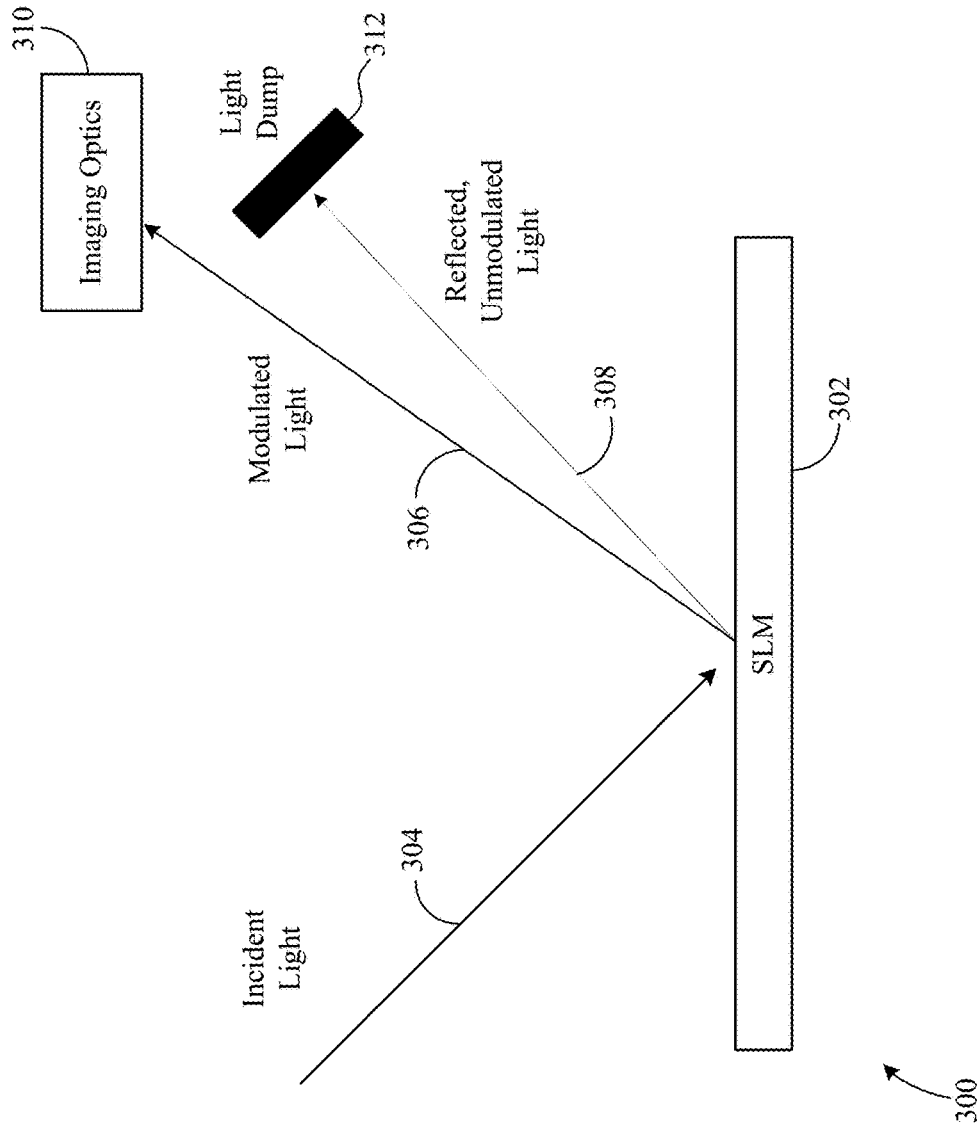 310
Imaging Optics
Light
Dump
312
Modulated
Light
Reflected,
Unmodulated
Light
306
308
Incident
Light
304
SLM
302
300